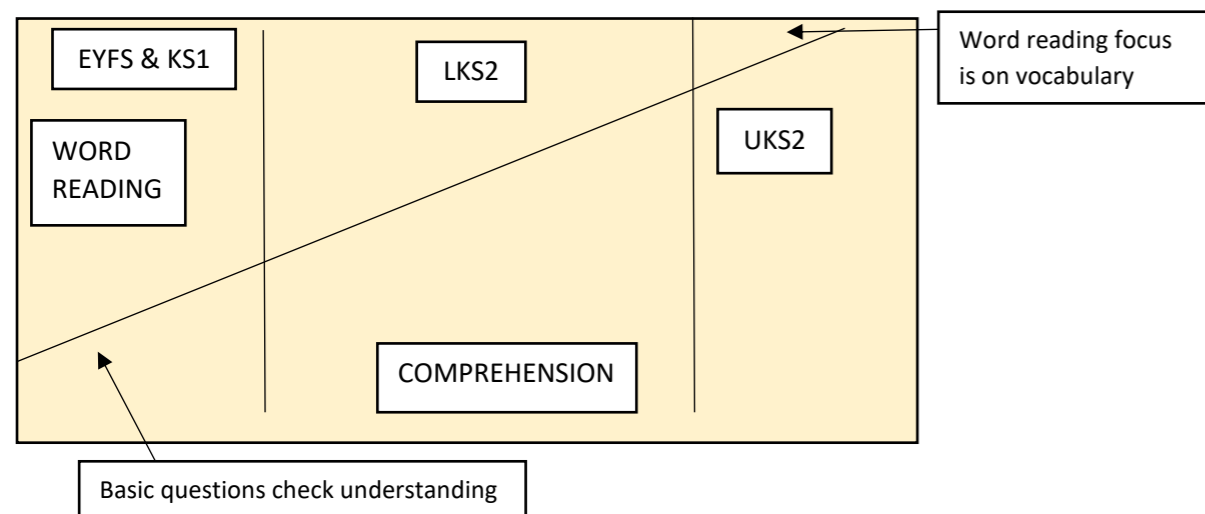 EYFS & KS1
LKS2
Word reading focus
is on vocabulary
WORD
READING
UKS2
COMPREHENSION
Basic questions check understanding